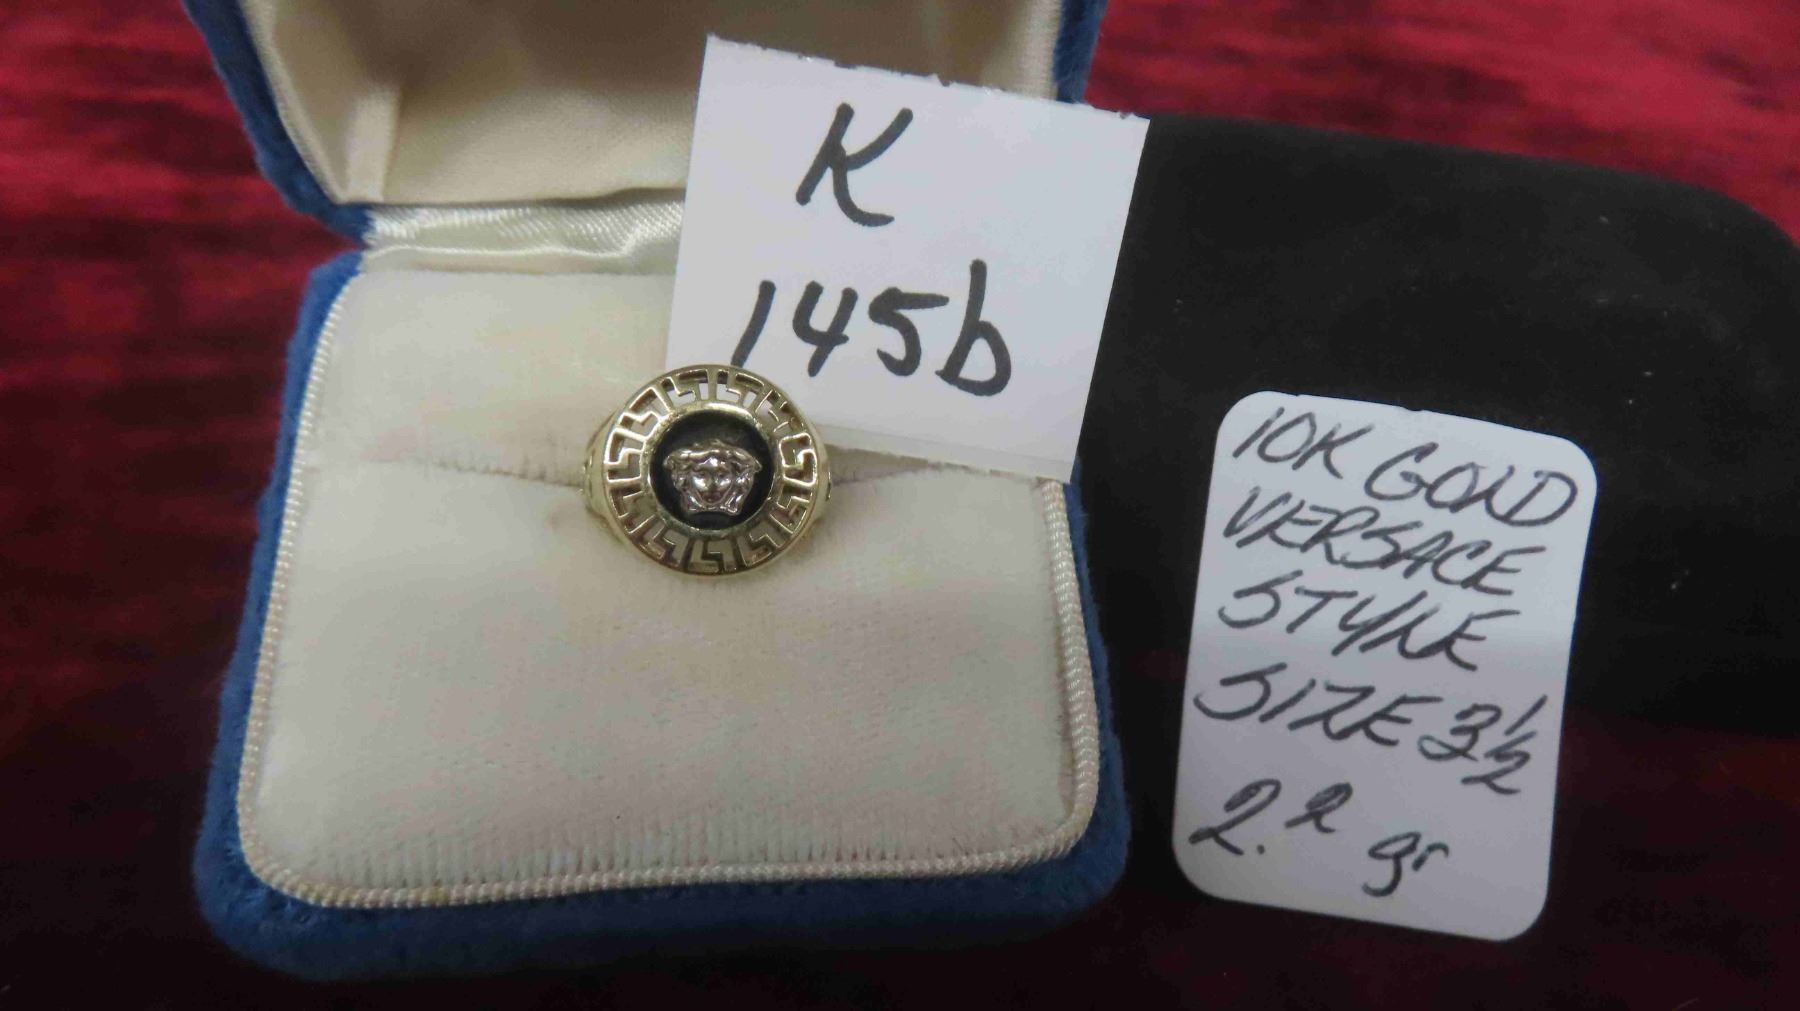 K
145b
10K GOLD
VERSACE
STYLE
SIZE 3½
2.2 gr